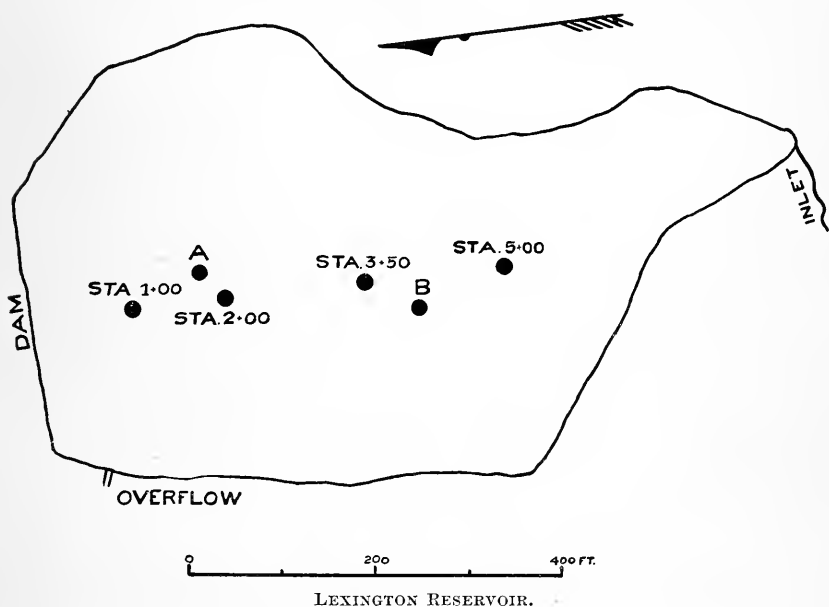 INLET
A
STA. 5+00
STA. 3+50
B
STA 1+00
STA. 2+00
DAM
OVERFLOW
0 200 400 FT.
LEXINGTON RESERVOIR.